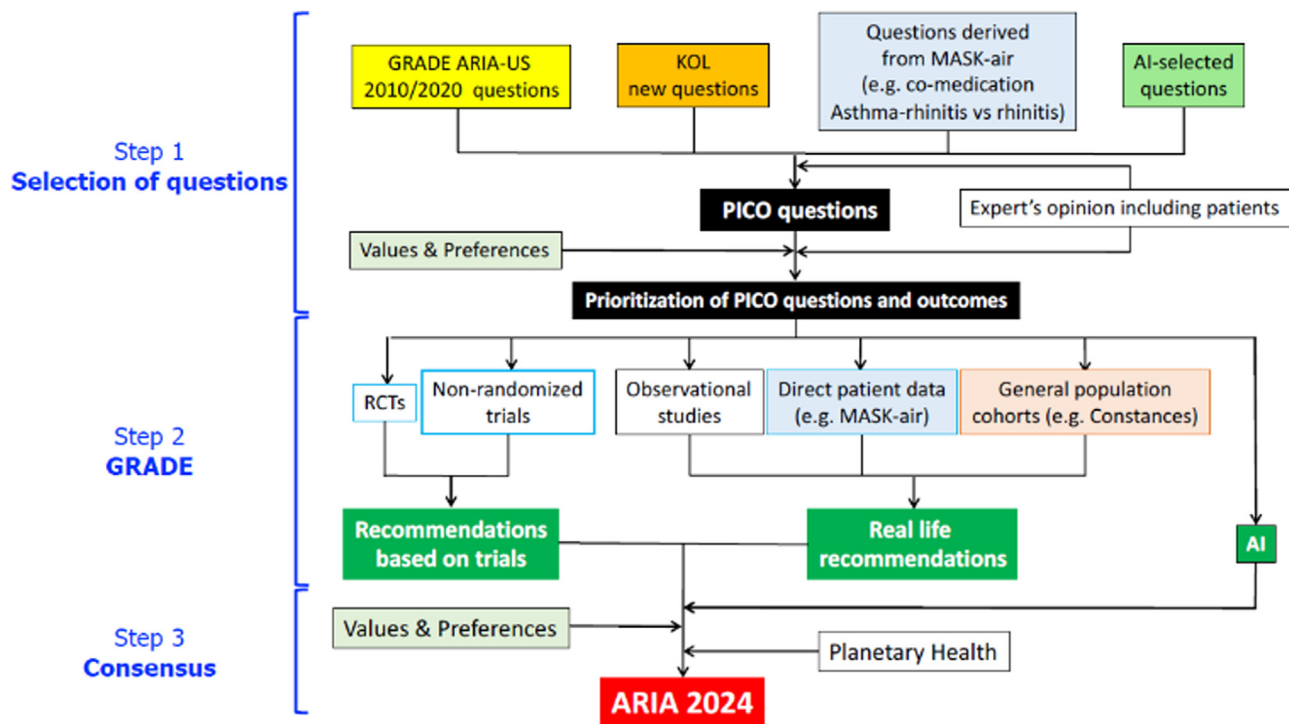 GRADE ARIA-US
2010/2020 questions
KOL
new questions
Questions derived
from MASK-air
(e.g. co-medication
Asthma-rhinitis vs rhinitis)
AI-selected
questions
Step 1
Selection of questions
PICO questions
Expert's opinion including patients
Values & Preferences
Prioritization of PICO questions and outcomes
Step 2
GRADE
RCTs
Non-randomized
trials
Observational
studies
Direct patient data
(e.g. MASK-air)
General population
cohorts (e.g. Constances)
Recommendations
based on trials
Real life
recommendations
AI
Step 3
Consensus
Values & Preferences
Planetary Health
ARIA 2024